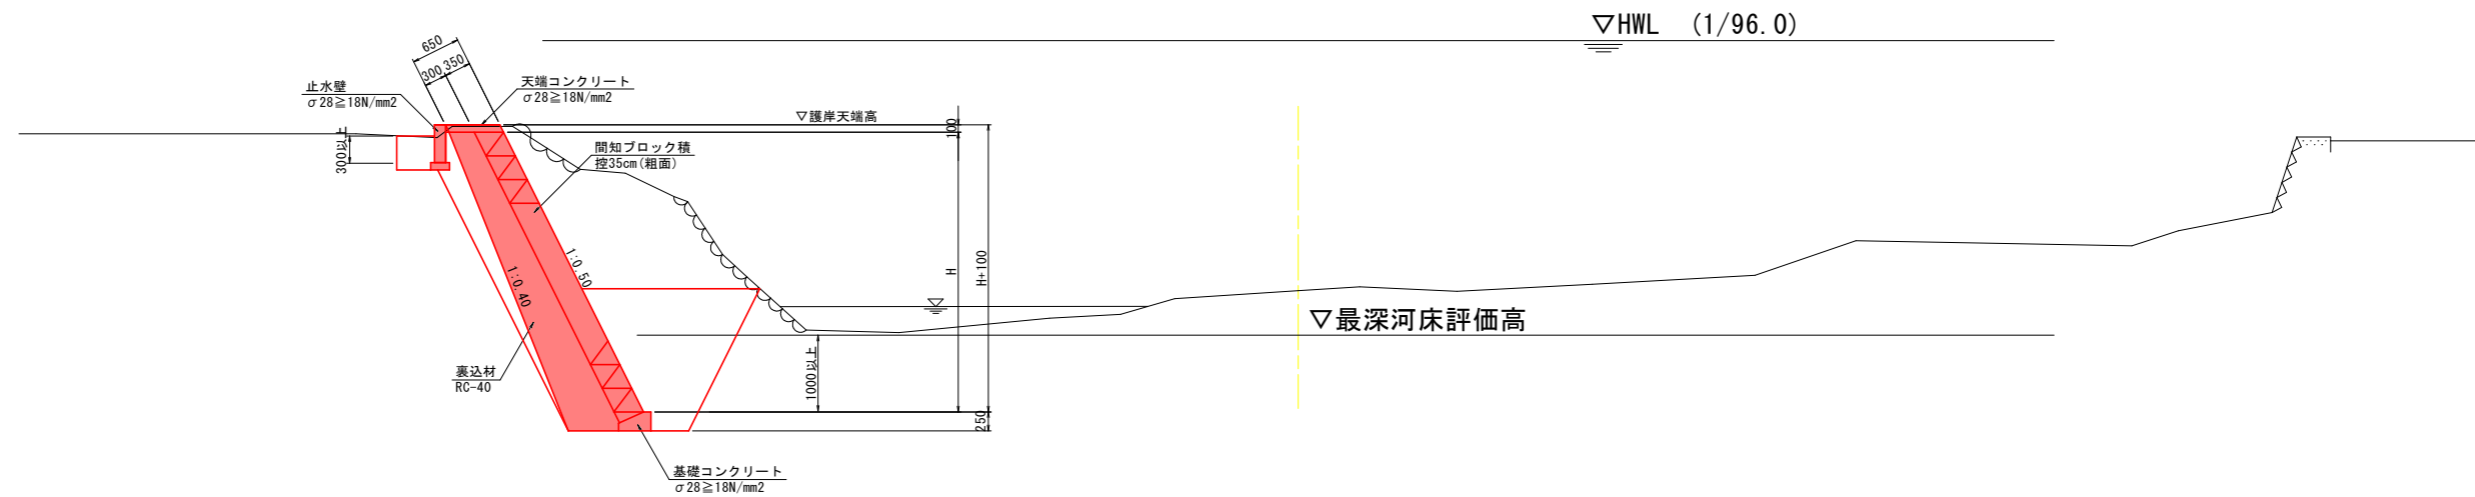 ▽HWL (1/96.0)
650
300 350
天端コンクリート
σ28≧18N/mm2
止水壁
σ28≧18N/mm2
▽護岸天端高
100
300以上
間知ブロック積
控35cm(粗面)
1:0.50
1:0.40
H
H+100
▽最深河床評価高
1000以上
裏込材
RC-40
250
基礎コンクリート
σ28≧18N/mm2